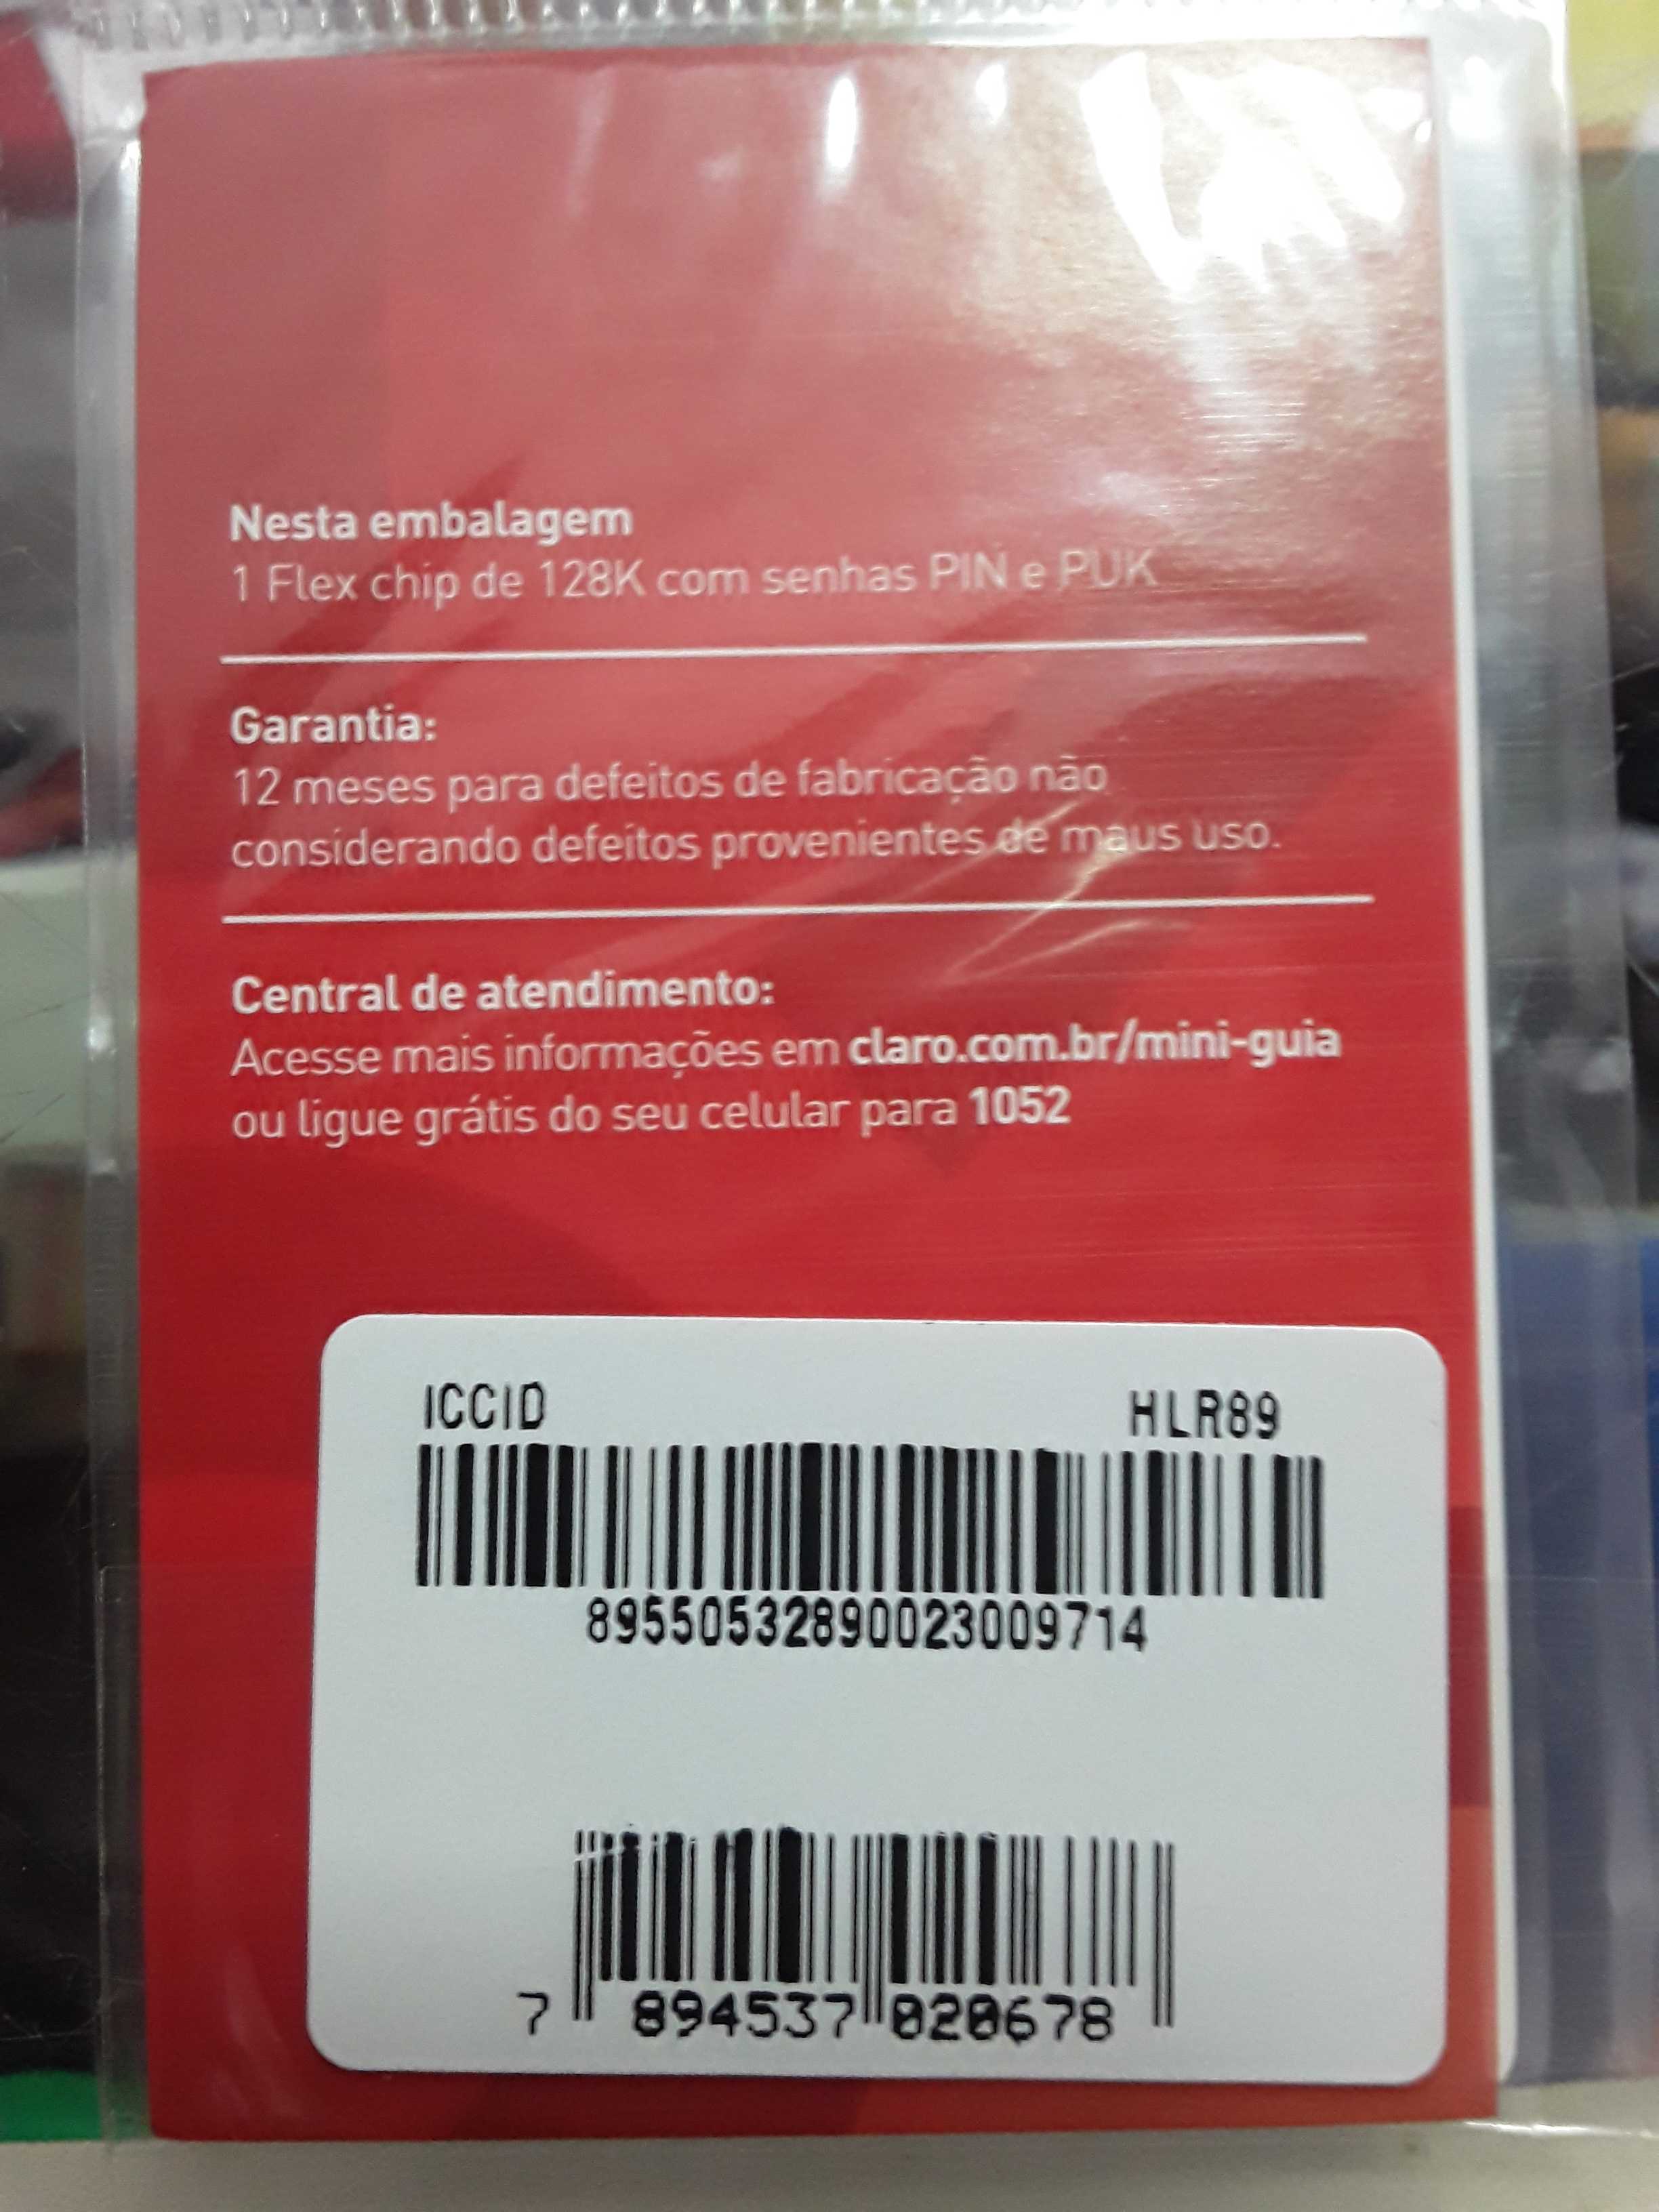 Nesta embalagem
1 Flex chip de 128K com senhas PIN e PUK
Garantia:
12 meses para defeitos de fabricação não
considerando defeitos provenientes de maus uso.
Central de atendimento:
Acesse mais informações em claro.com.br/mini-guia
ou ligue grátis do seu celular para 1052
ICCID HLR89
89550532890023009714
7 894537 020678